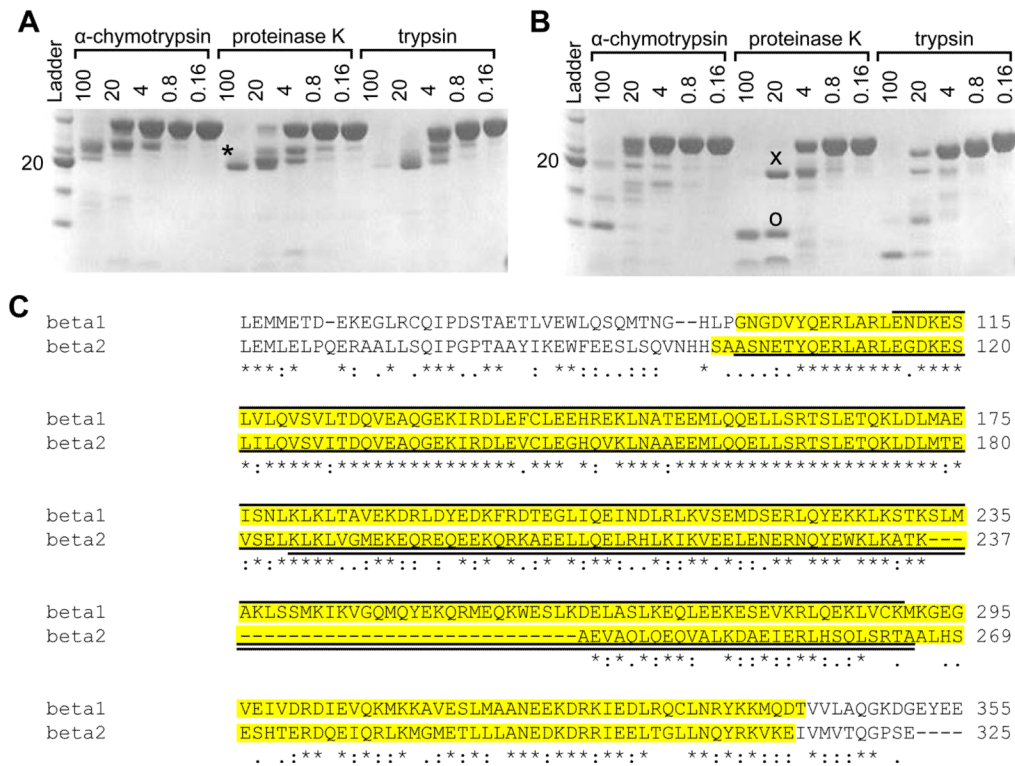 A
α-chymotrypsin proteinase K trypsin
Ladder 100 20 4 0.8 0.16 100 20 4 0.8 0.16 100 20 4 0.8 0.16
*
20
B
α-chymotrypsin proteinase K trypsin
Ladder 100 20 4 0.8 0.16 100 20 4 0.8 0.16 100 20 4 0.8 0.16
20
x
o
C
beta1 LEMMETD-EKEGLRCQIPDSTAETLVEWLQSQMTNG--HLPGNGDVYQERLARLENDKES 115
beta2 LEMLELPQERAALLSQIPGPTAAYIKEWFEESLSQVNHHSAASNETYQERLARLEGDKES 120
***:* *: . * .****. ** : **::.:.:: * ....:.*********.****
beta1 LVLQVSVLTDQVEAQGEKIRDLEFCLEEHREKLNATEEMLQQELLSRTSLETQKLDLMAE 175
beta2 LILQVSVITDQVEAQGEKIRDLEVCLEGHQVKLNAAEEMLQQELLSRTSLETQKLDLMTE 180
*:*****:***************.*** *: ****:**********************:*
beta1 ISNLKLKLTAVEKDRLDYEDKFRDTEGLIQEINDLRLKVSEMDSERLQYEKKLKSTKSLM 235
beta2 VSELKLKLVGMEKEQREQEEKQRKAEELLQELRHLKIKVEELENERNQYEWKLKATK--- 237
:*:*****..:**:: : *:* *.:* *:**:..*::**.*::.** *** ***:**
beta1 AKLSSMKIKVGQMQYEKQRMEQKWESLKDELASLKEQLEEKESEVKRLQEKLVCKMKGEG 295
beta2 ----------------------------AEVAQLQEQVALKDAEIERLHSQLSRTAALHS 269
*:*.*:**: *::*::**:.:* . ..
beta1 VEIVDRDIEVQKMKKAVESLMAANEEKDRKIEDLRQCLNRYKKMQDTVVLAQGKDGEYEE 355
beta2 ESHTERDQEIQRLKMGMETLLLANEDKDRRIEELTGLLNQYRKVKEIVMVTQGPSE---- 325
. .:** *:*::* .:*:*: ***:***:**:* **:*:*::: *:::** .